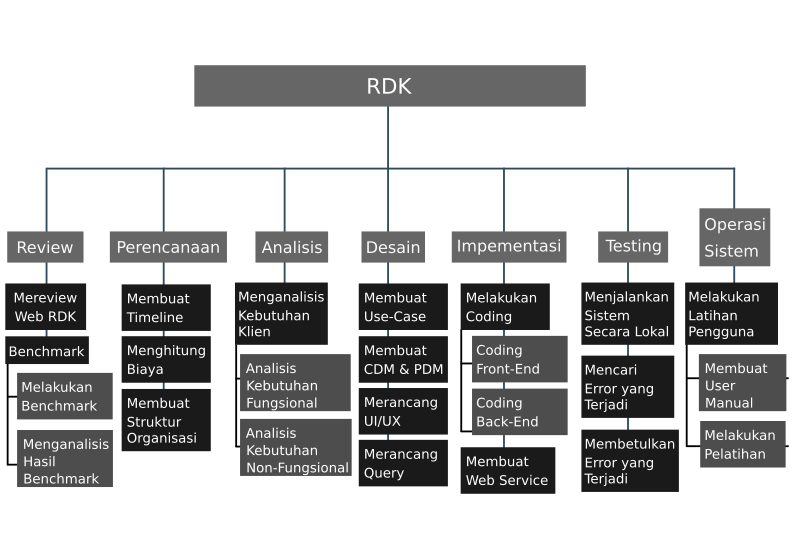 RDK
Review
Mereview
Web RDK
Benchmark
Melakukan
Benchmark
Menganalisis
Hasil
Benchmark
Perencanaan
Membuat
Timeline
Menghitung
Biaya
Membuat
Struktur
Organisasi
Analisis
Menganalisis
Kebutuhan
Klien
Analisis
Kebutuhan
Fungsional
Analisis
Kebutuhan
Non-Fungsional
Desain
Membuat
Use-Case
Membuat
CDM & PDM
Merancang
UI/UX
Merancang
Query
Impementasi
Melakukan
Coding
Coding
Front-End
Coding
Back-End
Membuat
Web Service
Testing
Menjalankan
Sistem
Secara Lokal
Mencari
Error yang
Terjadi
Membetulkan
Error yang
Terjadi
Operasi
Sistem
Melakukan
Latihan
Pengguna
Membuat
User
Manual
Melakukan
Pelatihan